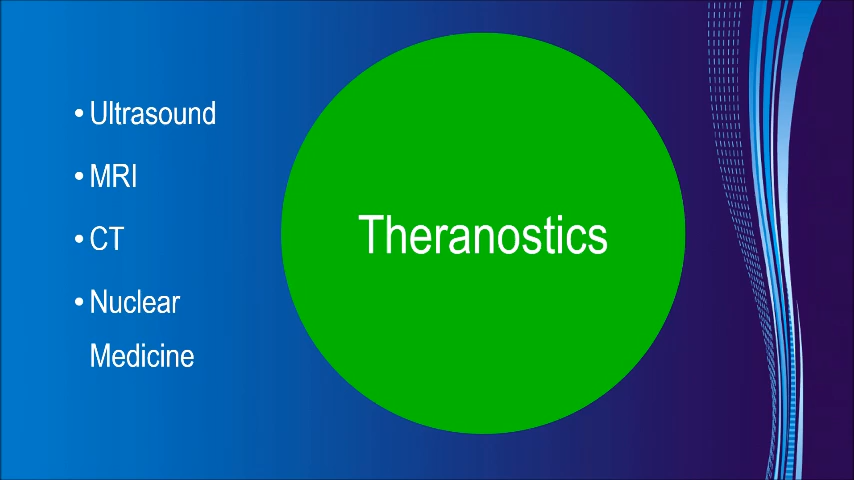 • Ultrasound
• MRI
• CT
• Nuclear
Medicine
Theranostics